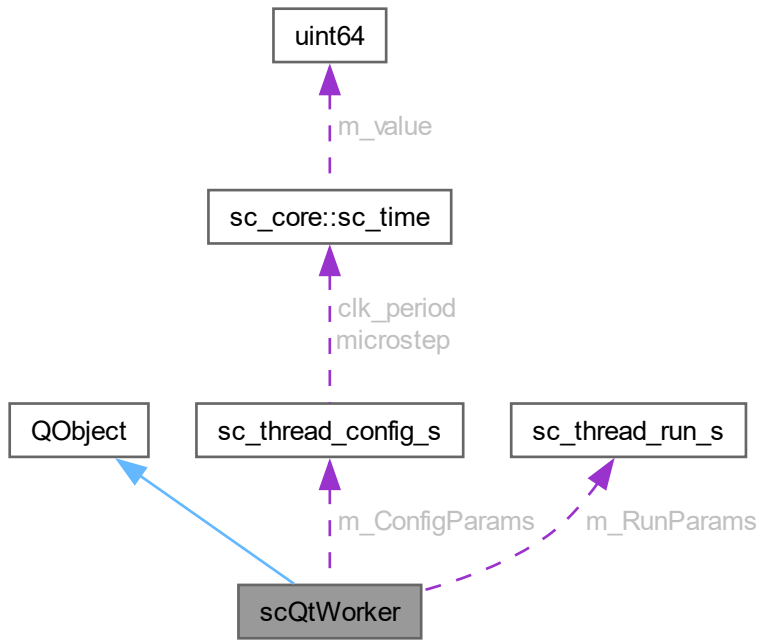 uint64
m_value
sc_core::sc_time
clk_period
microstep
QObject
sc_thread_config_s
sc_thread_run_s
m_ConfigParams
m_RunParams
scQtWorker